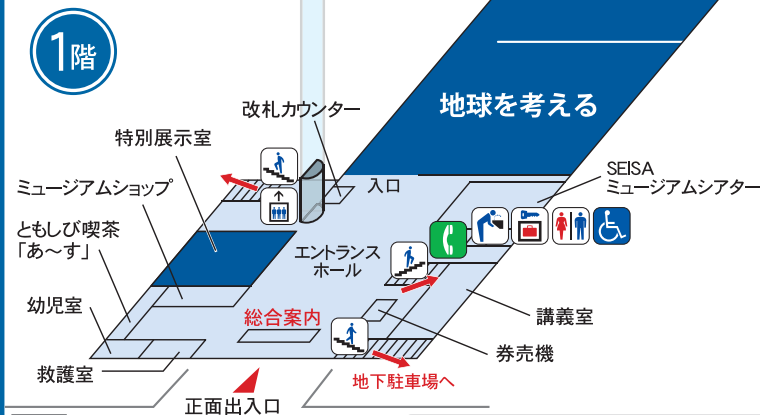 1階
改札カウンター
地球を考える
特別展示室
入口
SEISA
ミュージアムシアター
ミュージアムショップ
ともしび喫茶
「あ～す」
エントランス
ホール
幼児室
総合案内
講義室
券売機
救護室
地下駐車場へ
正面出入口